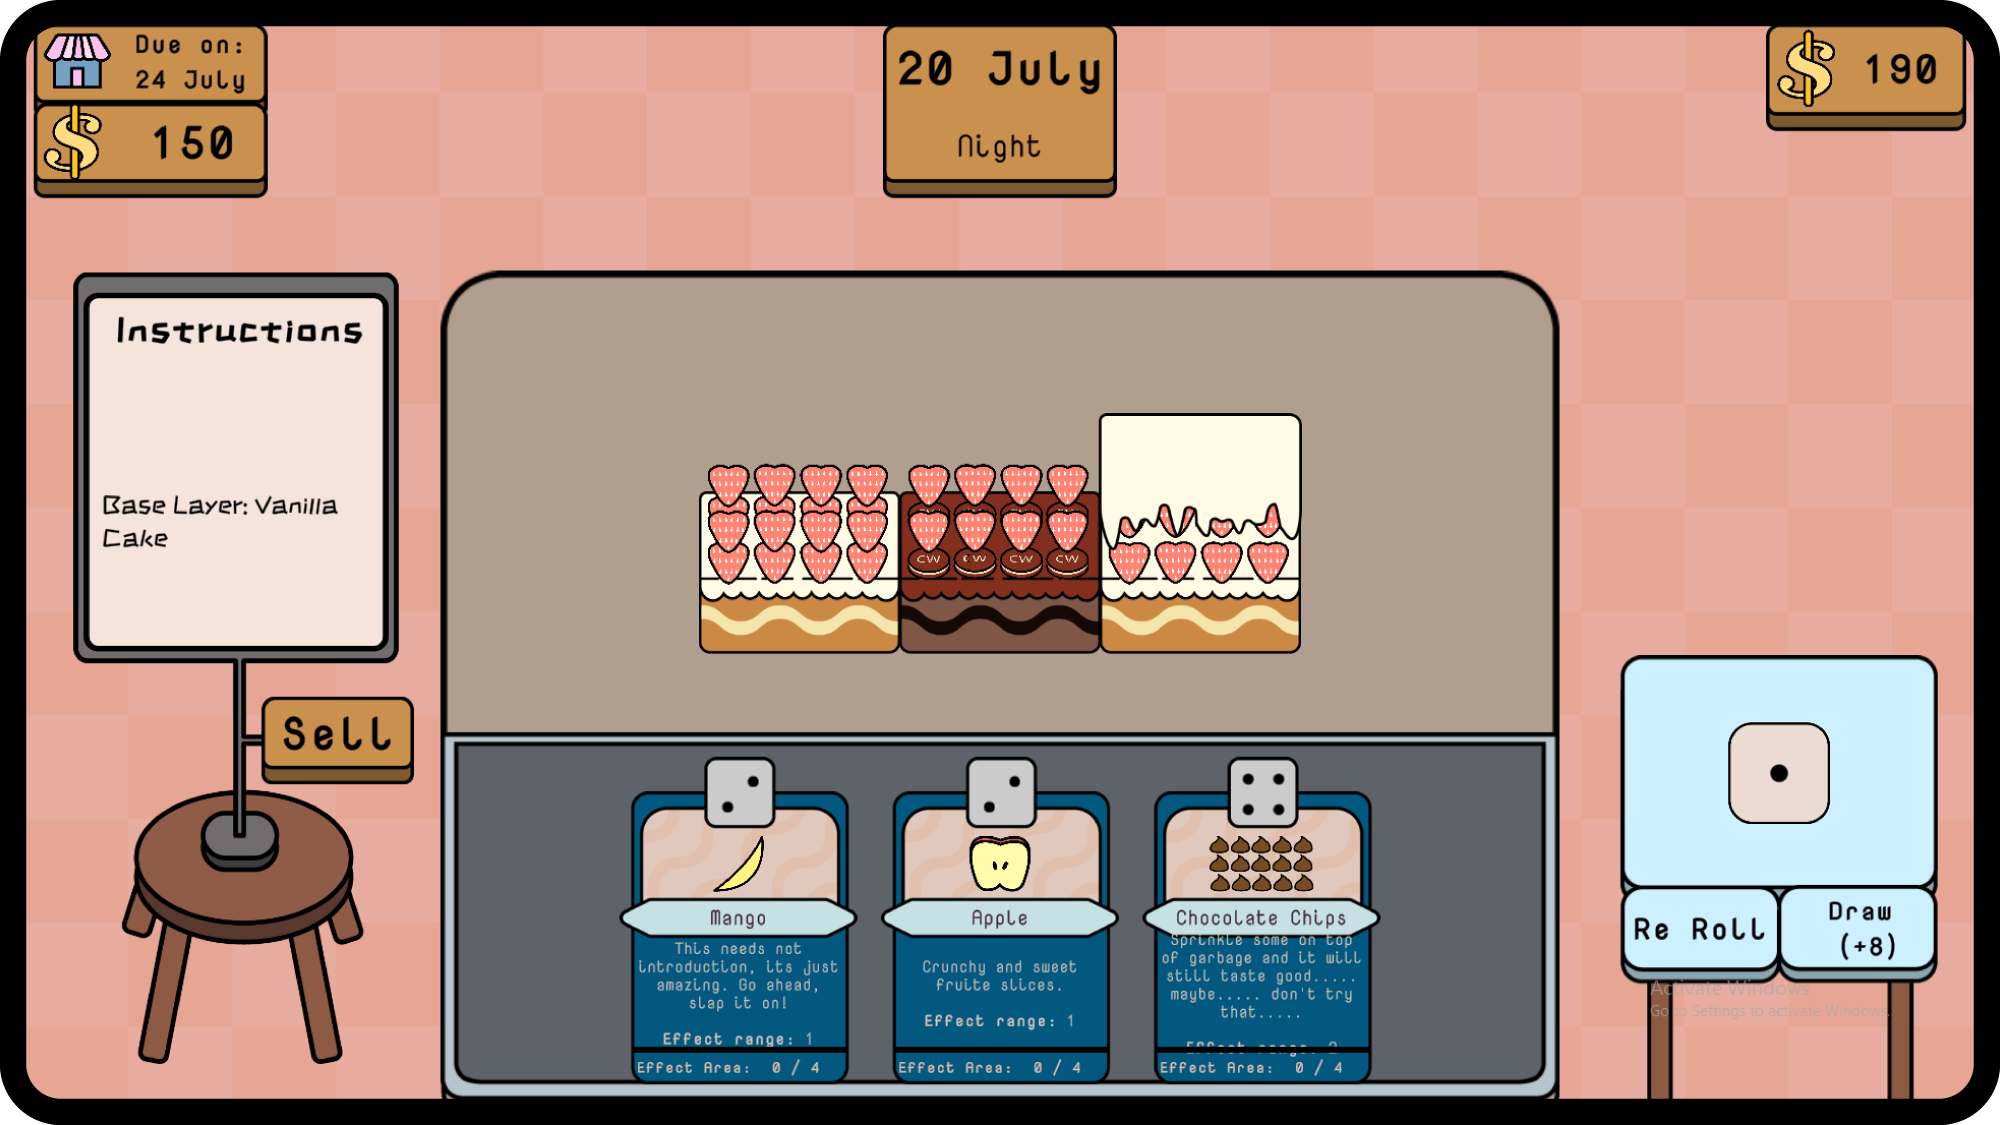 Due on:
24 July
150
20 July
Night
190
Instructions
Base Layer: Vanilla
Cake
Sell
CW CW CW CW
Mango
This needs not
introduction, its just
amazing. Go ahead,
slap it on!
Effect range: 1
Effect Area: 0 / 4
Apple
Crunchy and sweet
fruite slices.
Effect range: 1
Effect Area: 0 / 4
Chocolate Chips
Sprinkle some on top
of garbage and it will
still taste good.....
maybe..... don't try
that.....
Effect range: 2
Effect Area: 0 / 4
Re Roll
Draw
(+8)
Activate Windows
Go to Settings to activate Windows.